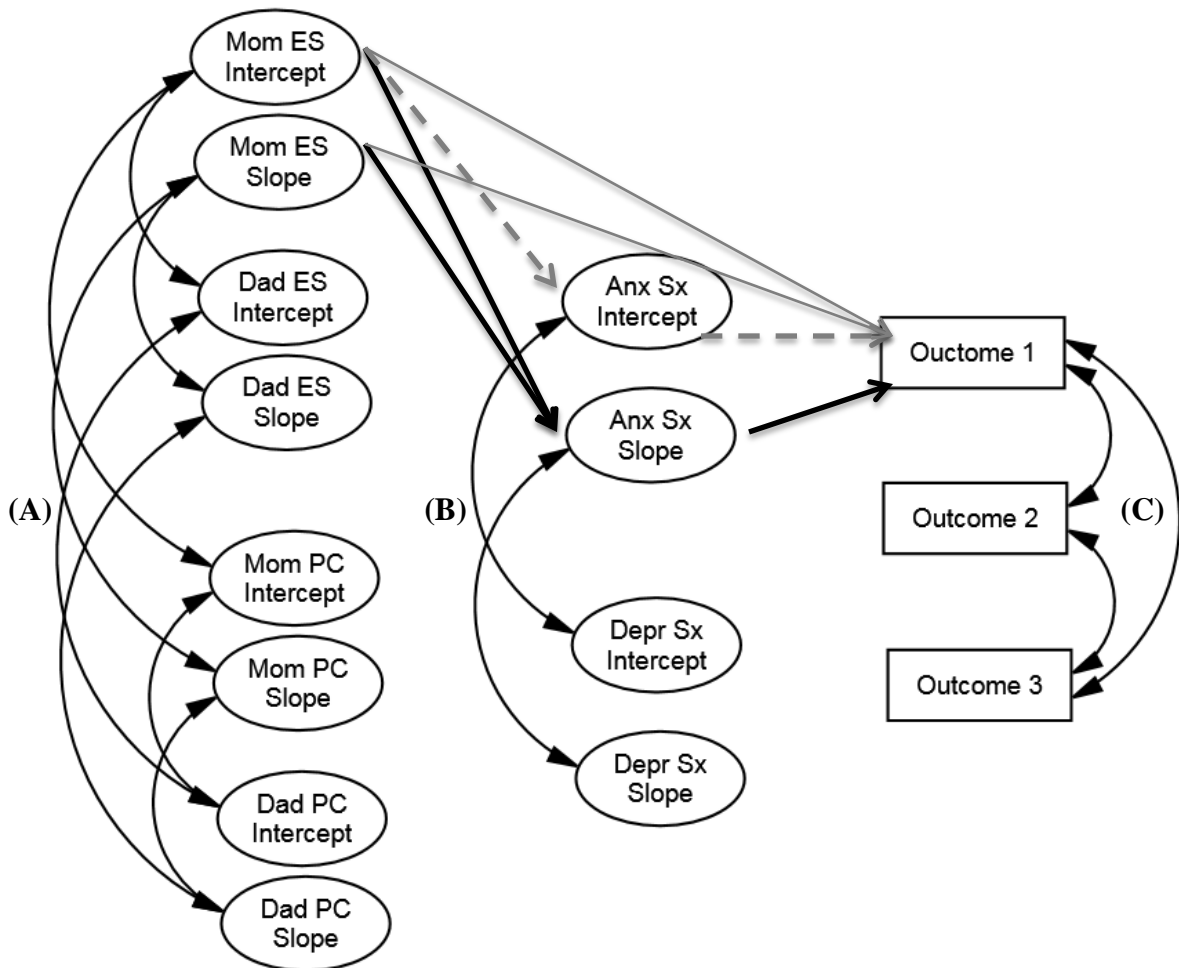 Mom ES
Intercept
Mom ES
Slope
Dad ES
Intercept
Dad ES
Slope
(A)
Mom PC
Intercept
Mom PC
Slope
Dad PC
Intercept
Dad PC
Slope
Anx Sx
Intercept
Anx Sx
Slope
(B)
Depr Sx
Intercept
Depr Sx
Slope
Ouctome 1
Outcome 2
(C)
Outcome 3